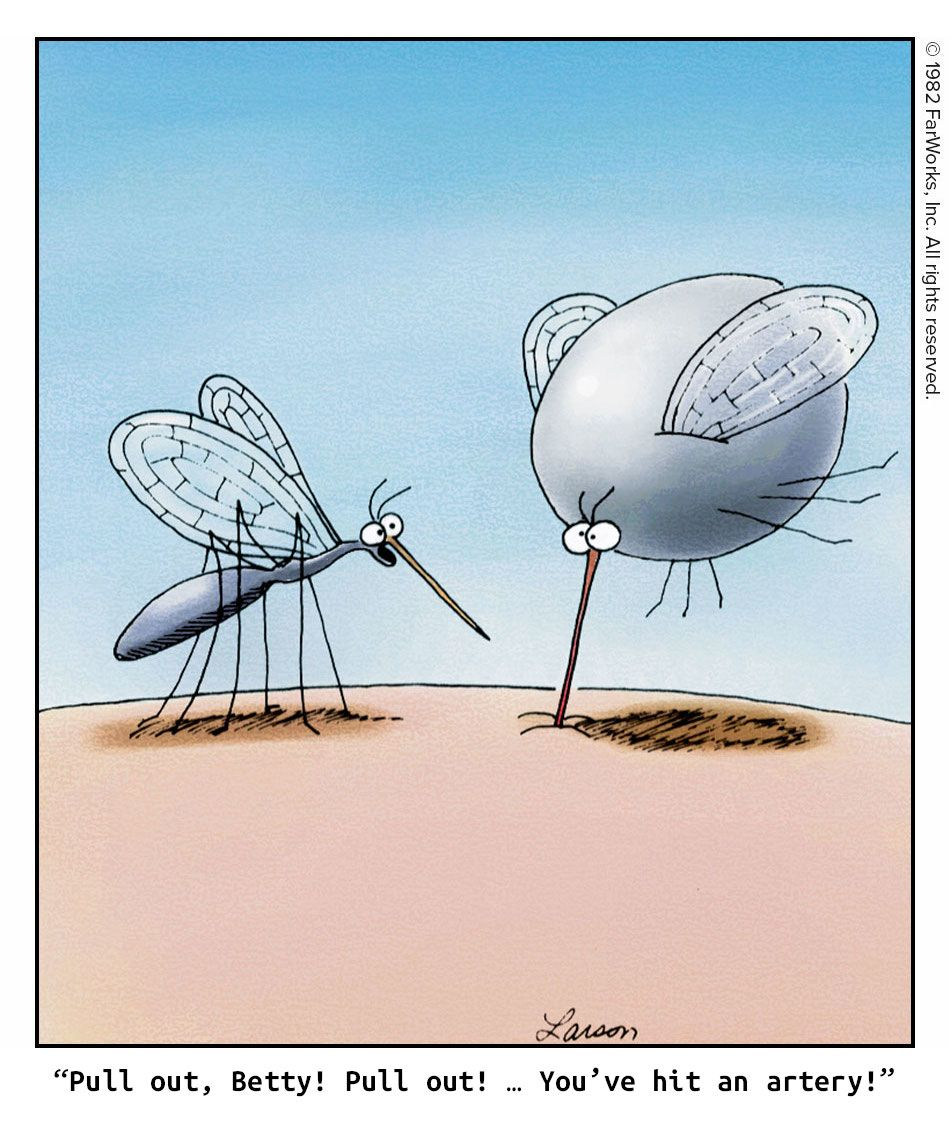 © 1982 FarWorks, Inc. All rights reserved.
Larson
“Pull out, Betty! Pull out! … You’ve hit an artery!”